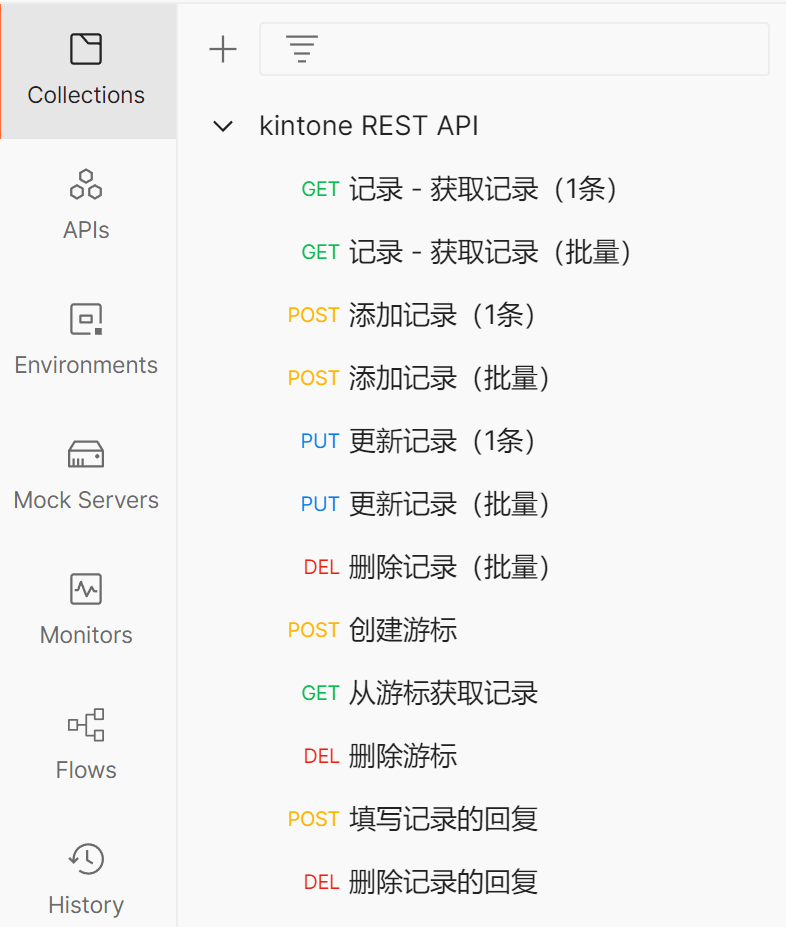 Collections
APIs
Environments
Mock Servers
Monitors
Flows
History
kintone REST API
GET 记录 - 获取记录（1条）
GET 记录 - 获取记录（批量）
POST 添加记录（1条）
POST 添加记录（批量）
PUT 更新记录（1条）
PUT 更新记录（批量）
DEL 删除记录（批量）
POST 创建游标
GET 从游标获取记录
DEL 删除游标
POST 填写记录的回复
DEL 删除记录的回复